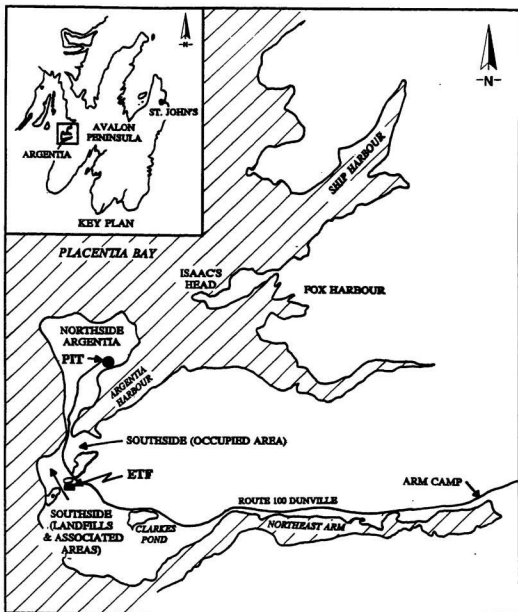 -N-
ST. JOHN'S
AVALON
PENINSULA
ARGENTIA
KEY PLAN
-N-
SHIP HARBOUR
PLACENTIA BAY
ISAAC'S
HEAD
FOX HARBOUR
NORTHSIDE
ARGENTIA
PIT
ARGENTIA
HARBOUR
SOUTHSIDE (OCCUPIED AREA)
ETF
ARM CAMP
ROUTE 100 DUNVILLE
SOUTHSIDE
(LANDFILLS
& ASSOCIATED
AREAS)
CLARKES
POND
NORTHEAST ARM